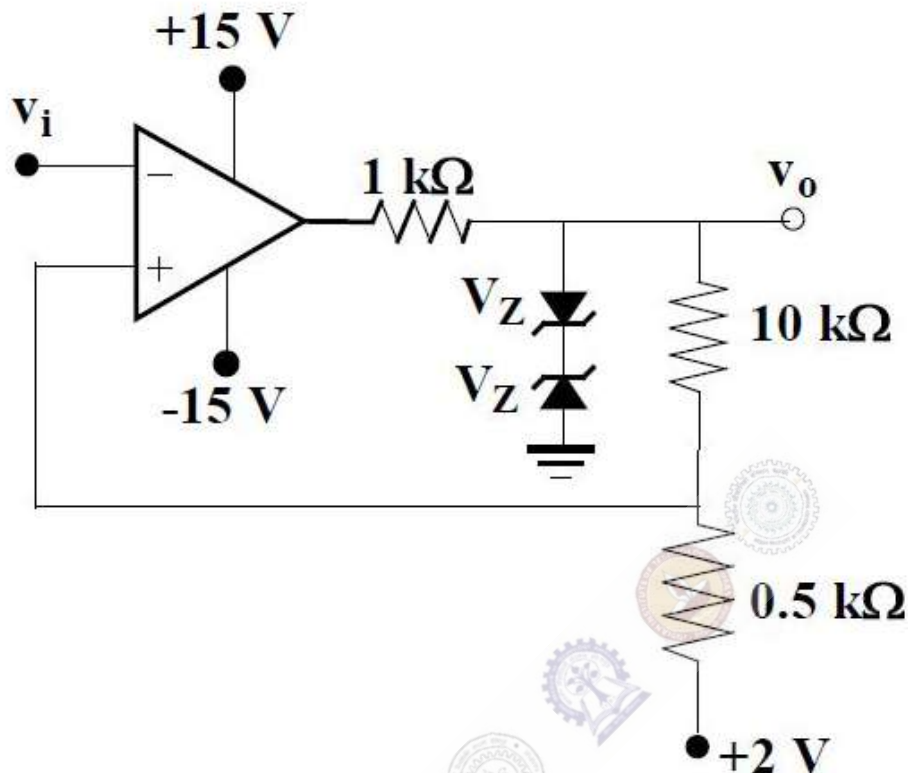 +15 V
v_i
−
+
-15 V
1 kΩ
v_o
V_Z
V_Z
10 kΩ
0.5 kΩ
+2 V